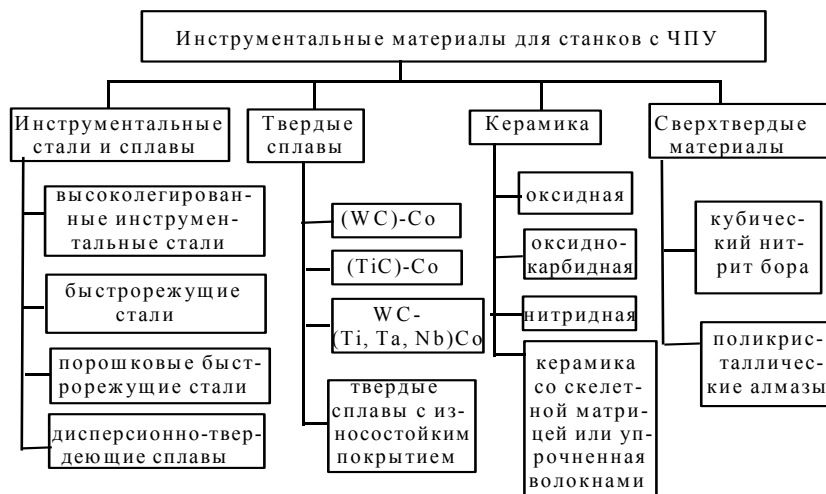 Инструментальные материалы для станков с ЧПУ
Инструментальные
стали и сплавы
высоколегирован-
ные инструмен-
тальные стали
быстрорежущие
стали
порошковые быст-
рорежущие стали
дисперсионно-твер-
деющие сплавы
Твердые
сплавы
(WC)-Co
(TiC)-Co
WC-
(Ti, Ta, Nb)Co
твердые
сплавы с из-
носостойким
покрытием
Керамика
оксидная
оксидно-
карбидная
нитридная
керамика
со скелет-
ной матри-
цей или уп-
рочненная
волокнами
Сверхтвердые
материалы
кубичес-
кий нит-
рит бора
поликрис-
талличес-
кие алмазы